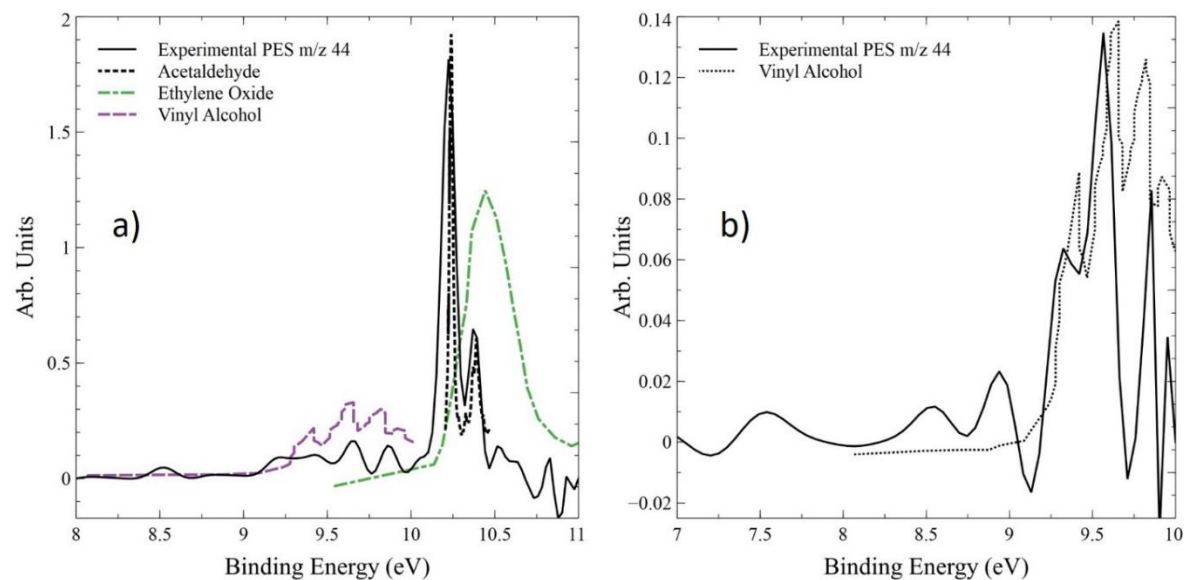 2
1.5
1
0.5
0
Arb. Units
a)
Experimental PES m/z 44
Acetaldehyde
Ethylene Oxide
Vinyl Alcohol
8 8.5 9 9.5 10 10.5 11
Binding Energy (eV)
0.14
0.12
0.1
0.08
0.06
0.04
0.02
0
−0.02
Arb. Units
b)
Experimental PES m/z 44
Vinyl Alcohol
7 7.5 8 8.5 9 9.5 10
Binding Energy (eV)